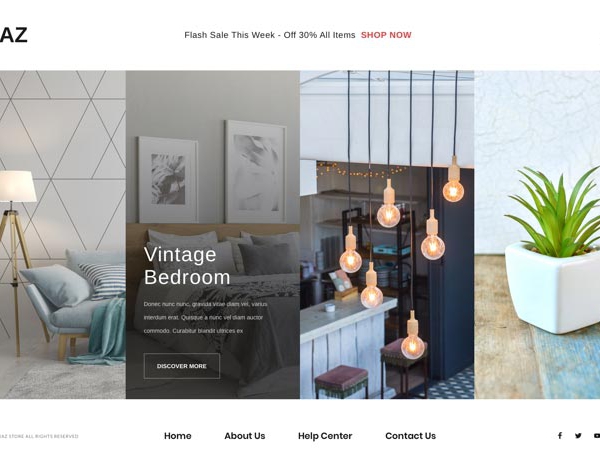 AZ
Flash Sale This Week - Off 30% All Items SHOP NOW
Vintage
Bedroom
Donec nunc nunc, gravida vitae diam vel, varius
interdum erat. Quisque a nunc vel diam auctor
commodo. Curabitur blandit ultrices ex
DISCOVER MORE
AZ STORE ALL RIGHTS RESERVED
Home About Us Help Center Contact Us